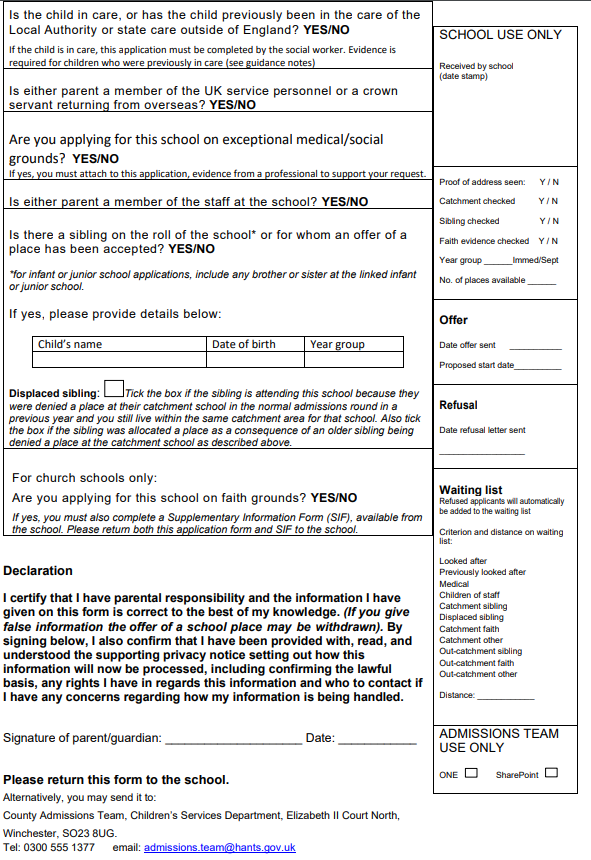 Is the child in care, or has the child previously been in the care of the
Local Authority or state care outside of England? YES/NO
If the child is in care, this application must be completed by the social worker. Evidence is
required for children who were previously in care (see guidance notes)
Is either parent a member of the UK service personnel or a crown
servant returning from overseas? YES/NO
Are you applying for this school on exceptional medical/social
grounds? YES/NO
If yes, you must attach to this application, evidence from a professional to support your request.
Is either parent a member of the staff at the school? YES/NO
Is there a sibling on the roll of the school* or for whom an offer of a
place has been accepted? YES/NO
*for infant or junior school applications, include any brother or sister at the linked infant
or junior school.
If yes, please provide details below:
Child's name Date of birth Year group
Displaced sibling: Tick the box if the sibling is attending this school because they
were denied a place at their catchment school in the normal admissions round in a
previous year and you still live within the same catchment area for that school. Also tick
the box if the sibling was allocated a place as a consequence of an older sibling being
denied a place at the catchment school as described above.
For church schools only:
Are you applying for this school on faith grounds? YES/NO
If yes, you must also complete a Supplementary Information Form (SIF), available from
the school. Please return both this application form and SIF to the school.
Declaration
I certify that I have parental responsibility and the information I have
given on this form is correct to the best of my knowledge. (If you give
false information the offer of a school place may be withdrawn). By
signing below, I also confirm that I have been provided with, read, and
understood the supporting privacy notice setting out how this
information will now be processed, including confirming the lawful
basis, any rights I have in regards this information and who to contact if
I have any concerns regarding how my information is being handled.
Signature of parent/guardian: ____________________ Date: ___________
Please return this form to the school.
Alternatively, you may send it to:
County Admissions Team, Children's Services Department, Elizabeth II Court North,
Winchester, SO23 8UG.
Tel: 0300 555 1377 email: admissions.team@hants.gov.uk
SCHOOL USE ONLY
Received by school
(date stamp)
Proof of address seen: Y / N
Catchment checked Y / N
Sibling checked Y / N
Faith evidence checked Y / N
Year group ______Immed/Sept
No. of places available ______
Offer
Date offer sent ___________
Proposed start date__________
Refusal
Date refusal letter sent
__________________
Waiting list
Refused applicants will automatically
be added to the waiting list
Criterion and distance on waiting
list:
Looked after
Previously looked after
Medical
Children of staff
Catchment sibling
Displaced sibling
Catchment faith
Catchment other
Out-catchment sibling
Out-catchment faith
Out-catchment other
Distance: ____________
ADMISSIONS TEAM
USE ONLY
ONE SharePoint